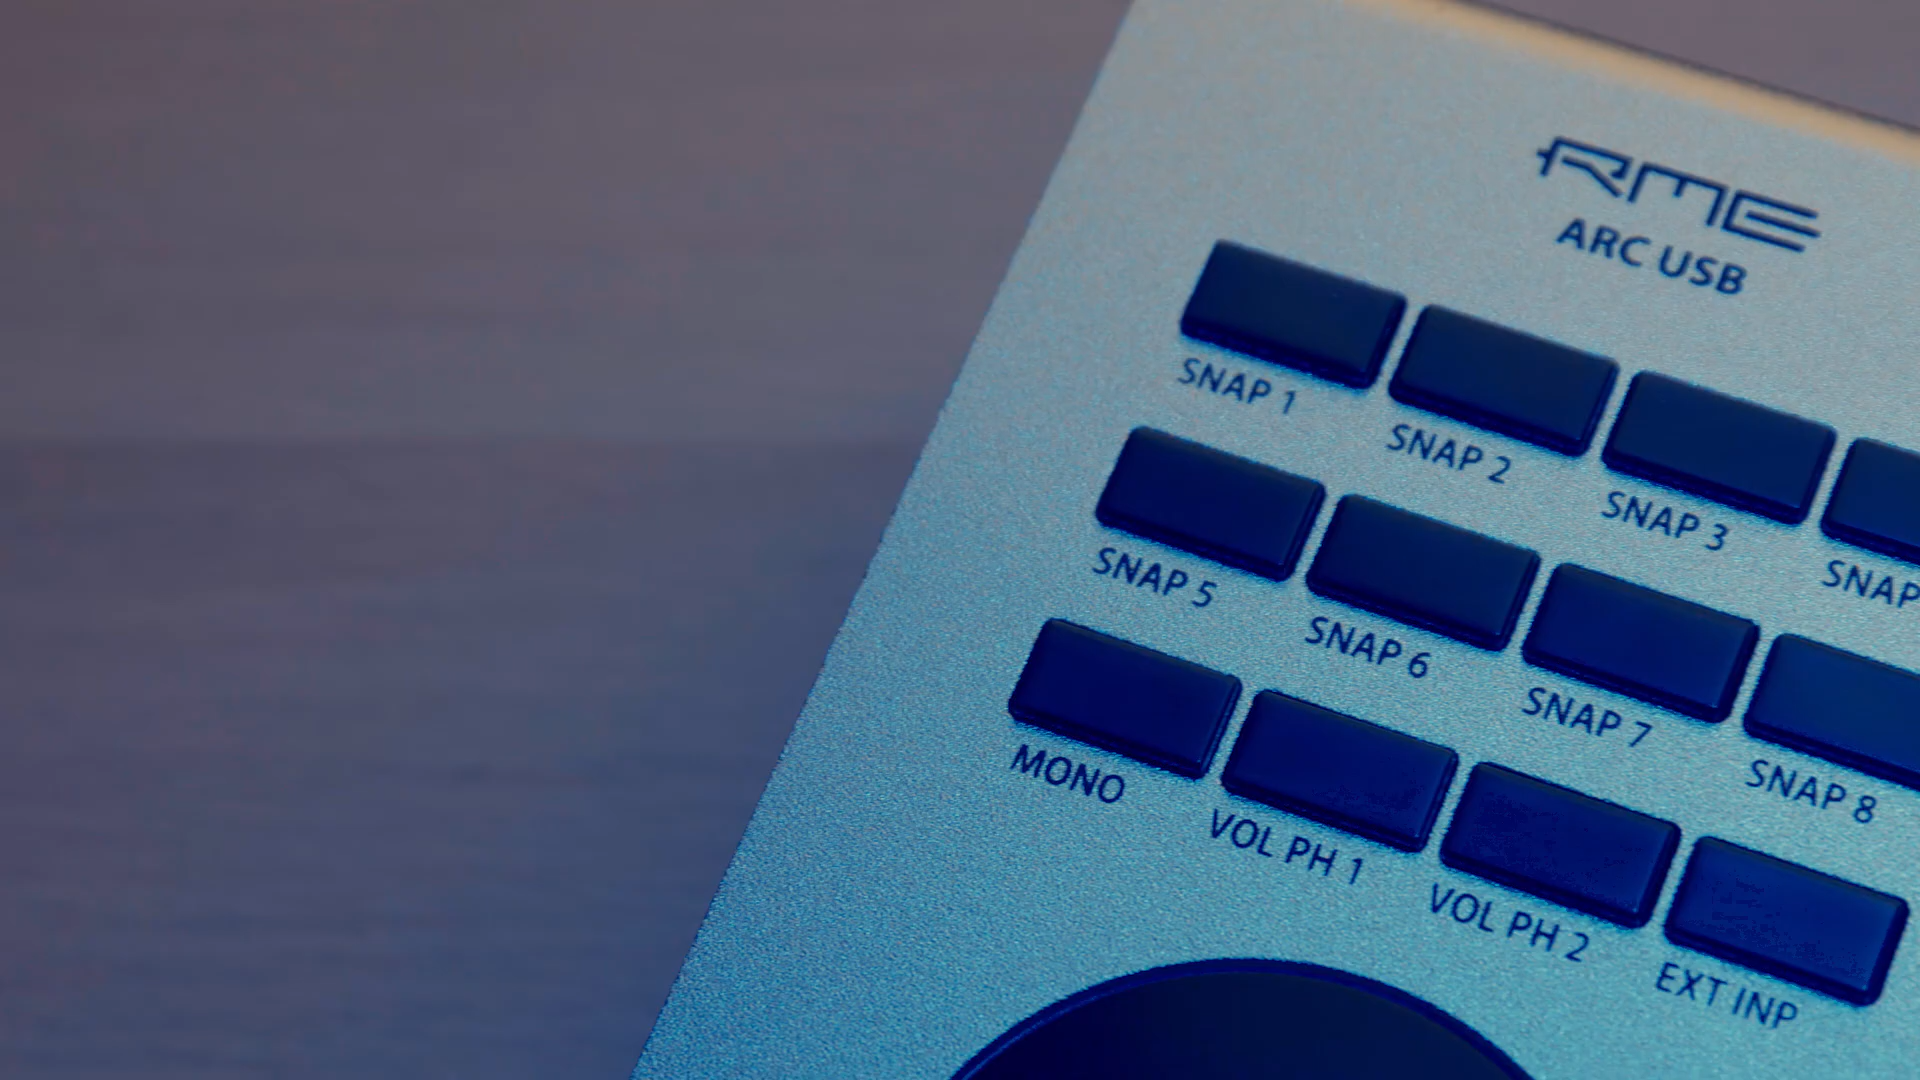 RME
ARC USB
SNAP 1
SNAP 2
SNAP 3
SNAP
SNAP 5
SNAP 6
SNAP 7
SNAP 8
MONO
VOL PH 1
VOL PH 2
EXT INP